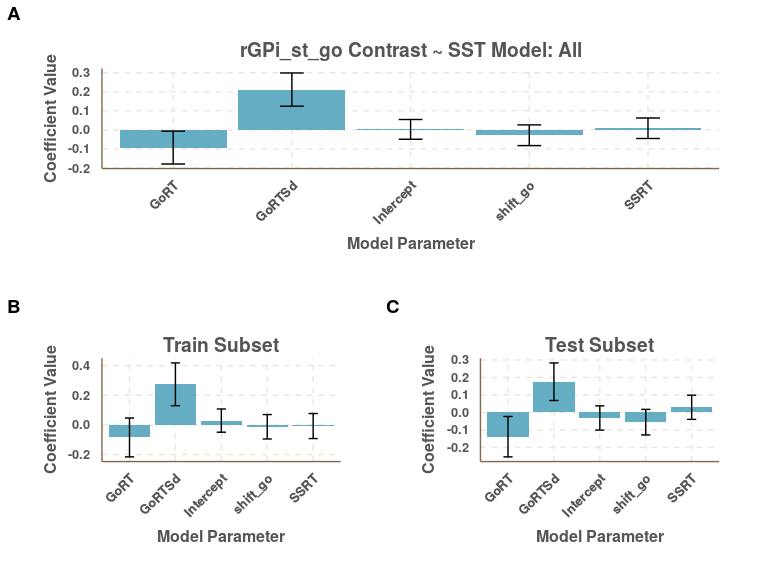 A
rGPi_st_go Contrast ~ SST Model: All
Coefficient Value
0.3
0.2
0.1
0.0
-0.1
-0.2
GoRT
GoRTSd
Intercept
shift_go
SSRT
Model Parameter
B
Train Subset
Coefficient Value
0.4
0.2
0.0
-0.2
GoRT
GoRTSd
Intercept
shift_go
SSRT
Model Parameter
C
Test Subset
Coefficient Value
0.3
0.2
0.1
0.0
-0.1
-0.2
GoRT
GoRTSd
Intercept
shift_go
SSRT
Model Parameter